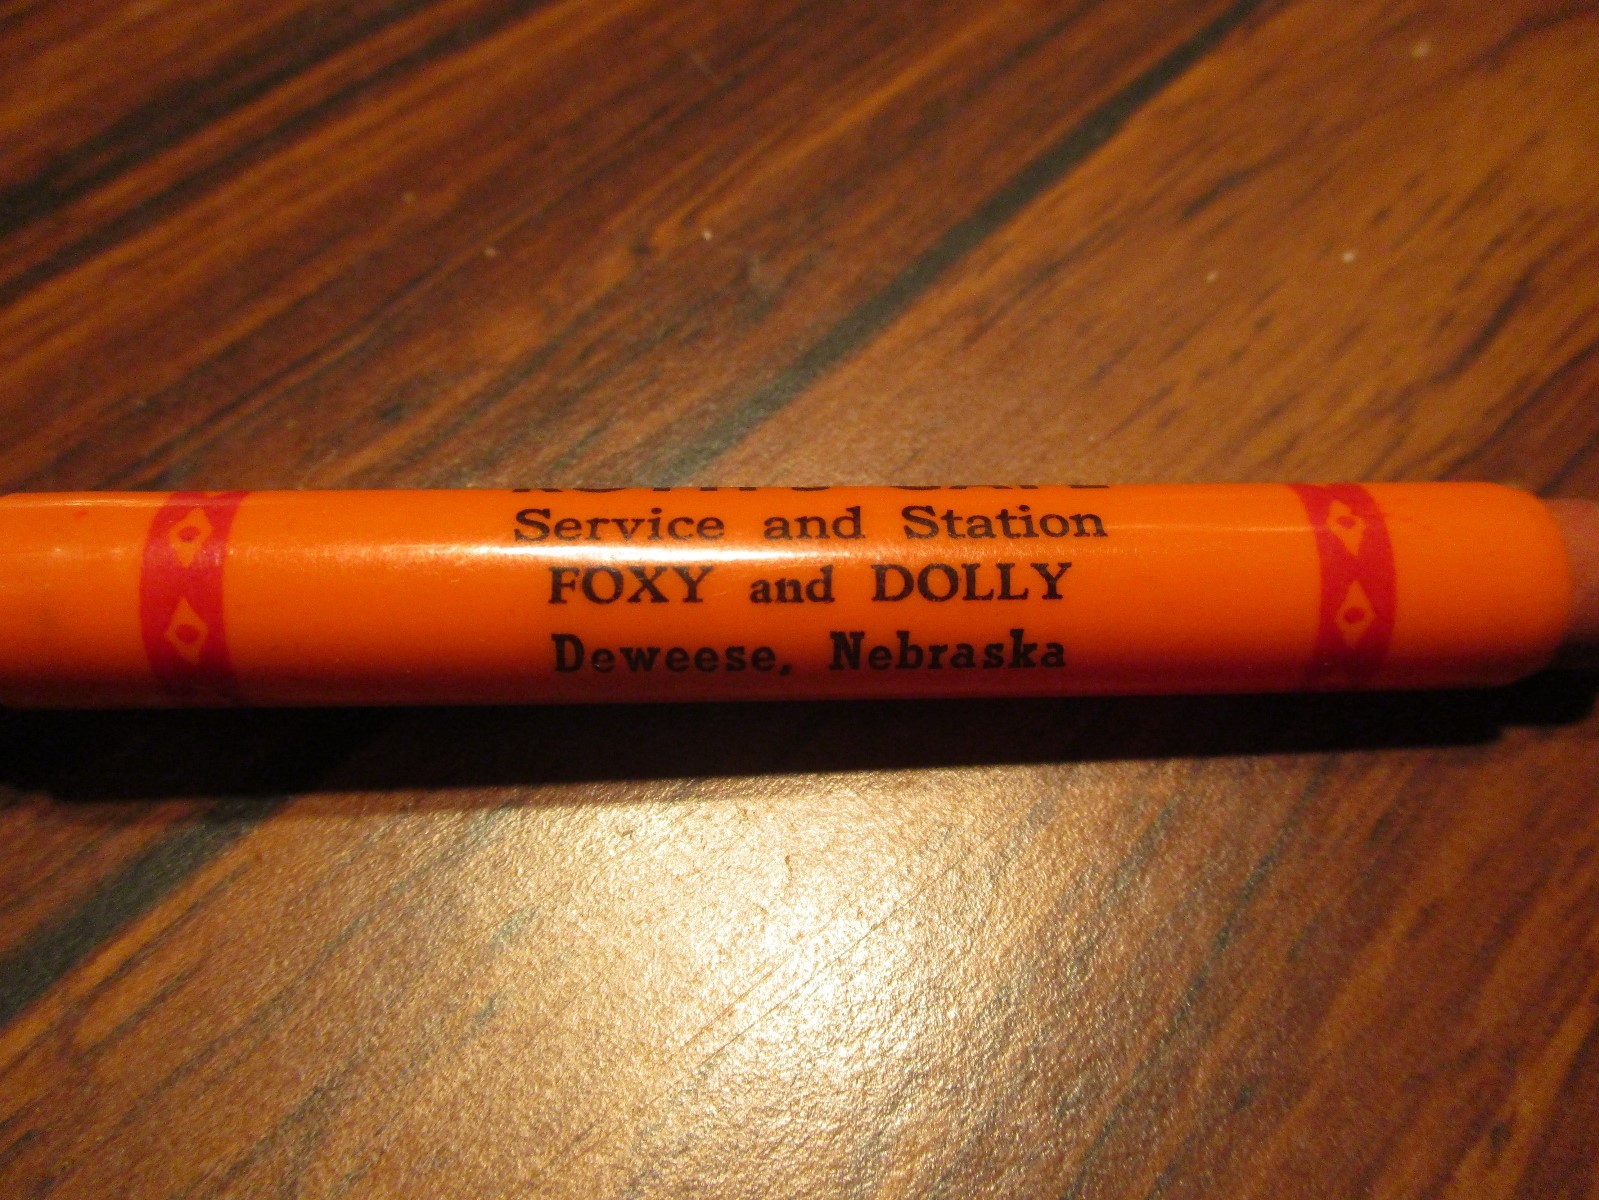 Service and Station
FOXY and DOLLY
Deweese, Nebraska